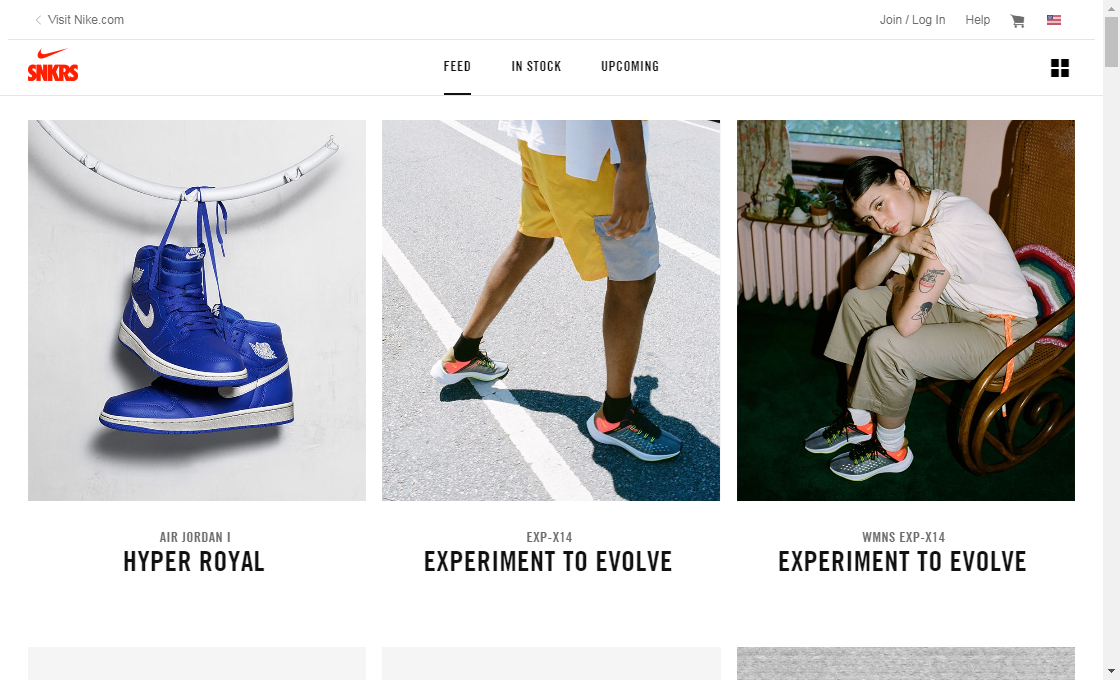 Visit Nike.com
Join / Log In
Help
SNKRS
FEED
IN STOCK
UPCOMING
AIR JORDAN I
HYPER ROYAL
EXP-X14
EXPERIMENT TO EVOLVE
WMNS EXP-X14
EXPERIMENT TO EVOLVE